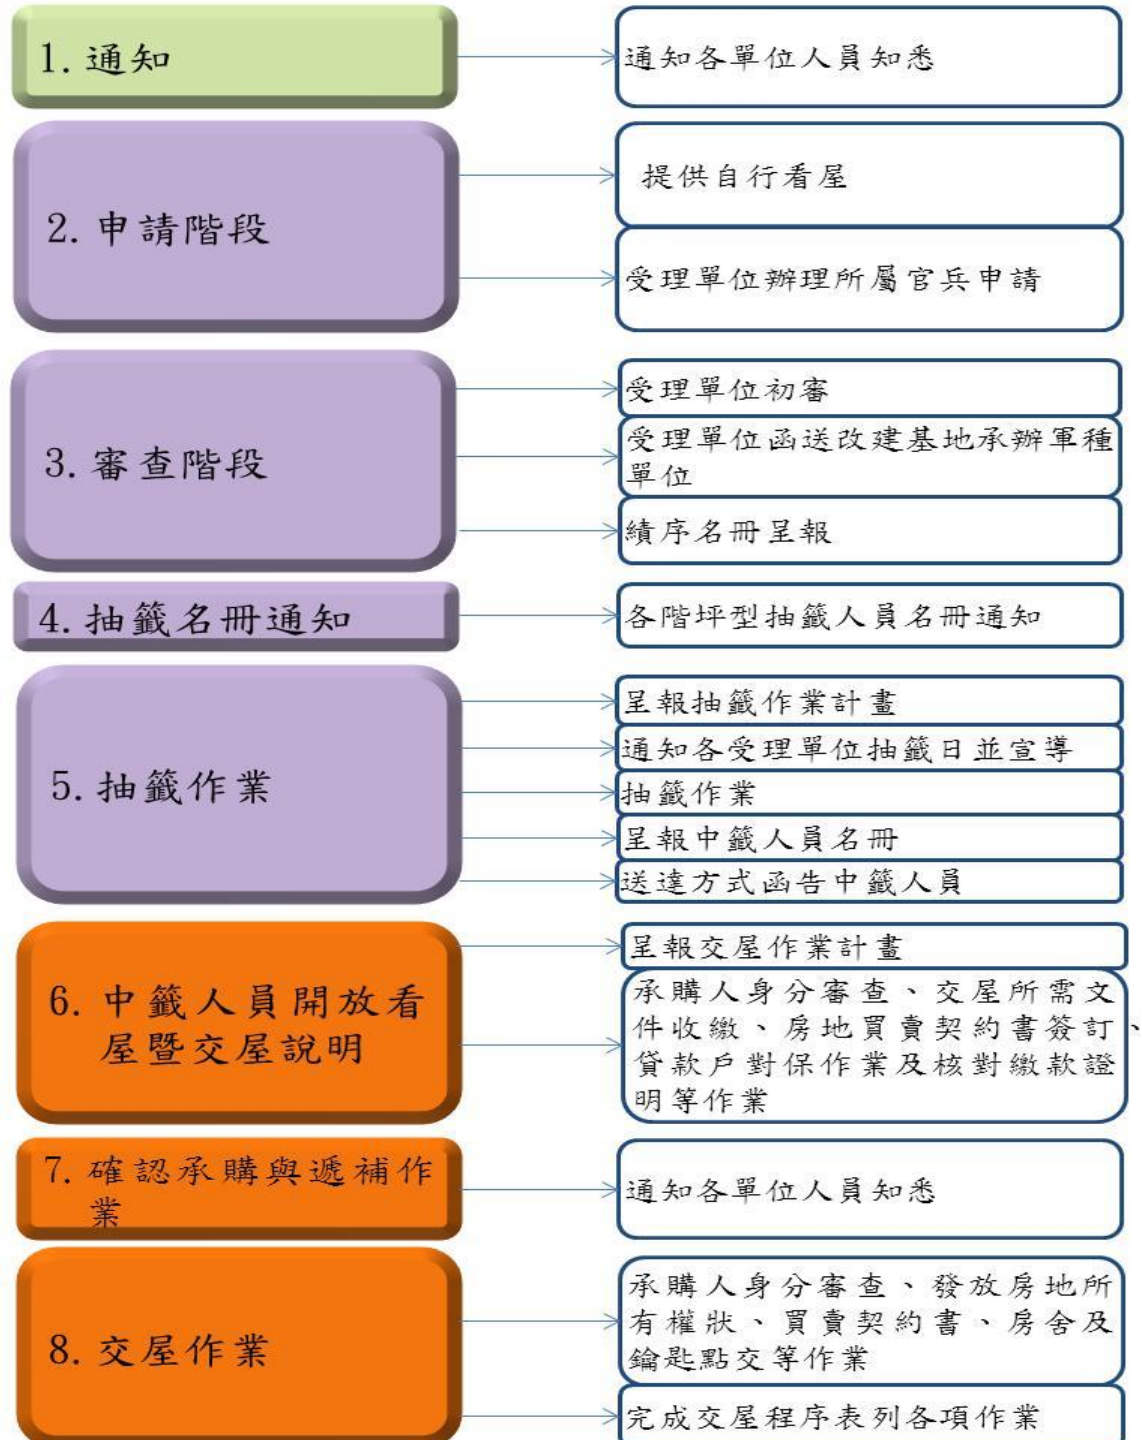 1. 通知
通知各單位人員知悉
2. 申請階段
提供自行看屋
受理單位辦理所屬官兵申請
3. 審查階段
受理單位初審
受理單位函送改建基地承辦軍種
單位
績序名冊呈報
4. 抽籤名冊通知
各階坪型抽籤人員名冊通知
5. 抽籤作業
呈報抽籤作業計畫
通知各受理單位抽籤日並宣導
抽籤作業
呈報中籤人員名冊
送達方式函告中籤人員
6. 中籤人員開放看
屋暨交屋說明
呈報交屋作業計畫
承購人身分審查、交屋所需文
件收繳、房地買賣契約書簽訂、
貸款戶對保作業及核對繳款證
明等作業
7. 確認承購與遞補作
業
通知各單位人員知悉
8. 交屋作業
承購人身分審查、發放房地所
有權狀、買賣契約書、房舍及
鑰匙點交等作業
完成交屋程序表列各項作業